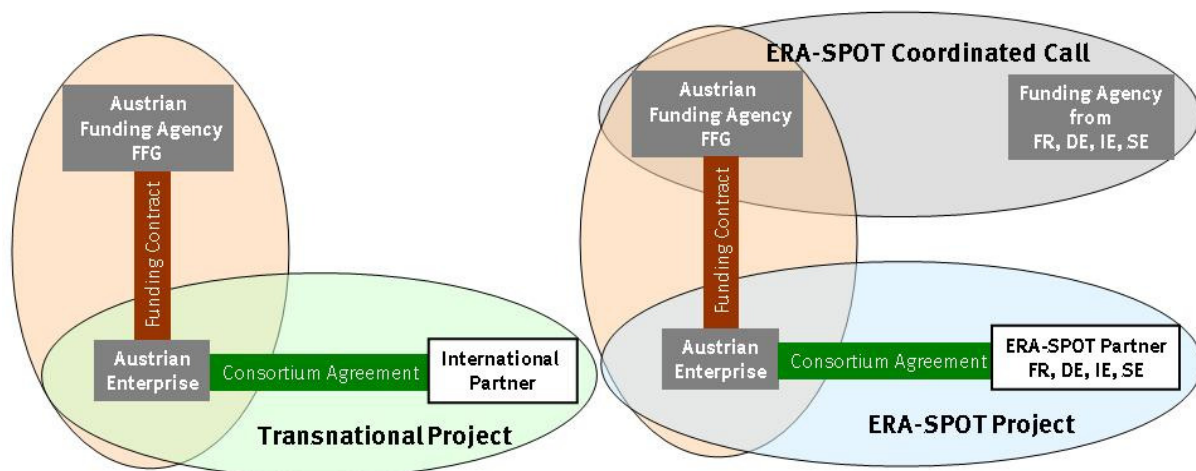 Austrian
Funding Agency
FFG
Funding Contract
Austrian
Enterprise
Consortium Agreement
International
Partner
Transnational Project
ERA-SPOT Coordinated Call
Austrian
Funding Agency
FFG
Funding Agency
from
FR, DE, IE, SE
Funding Contract
Austrian
Enterprise
Consortium Agreement
ERA-SPOT Partner
FR, DE, IE, SE
ERA-SPOT Project